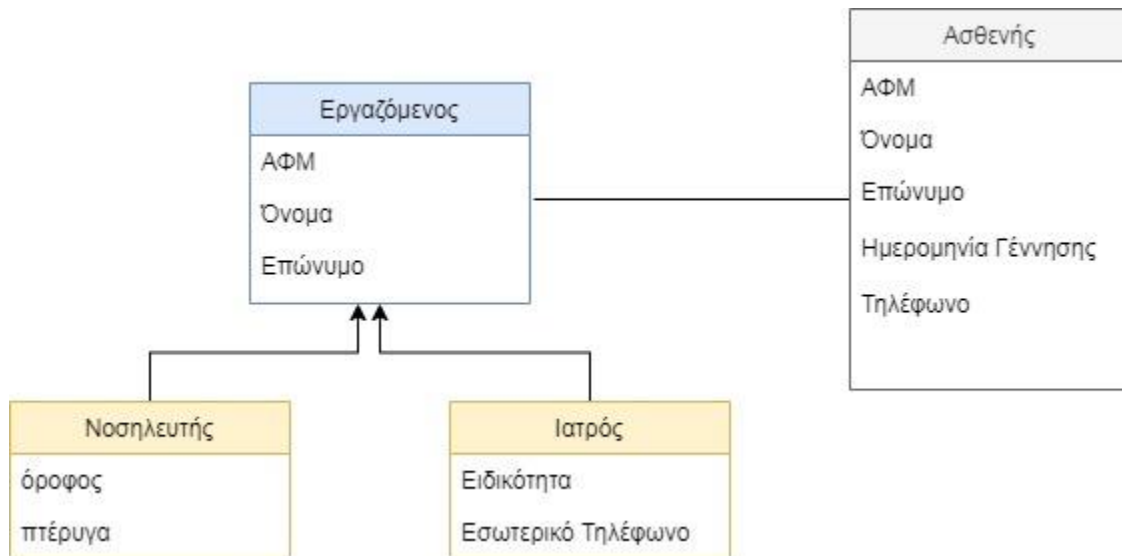 Ασθενής
ΑΦΜ
Όνομα
Επώνυμο
Ημερομηνία Γέννησης
Τηλέφωνο
Εργαζόμενος
ΑΦΜ
Όνομα
Επώνυμο
Νοσηλευτής
όροφος
πτέρυγα
Ιατρός
Ειδικότητα
Εσωτερικό Τηλέφωνο